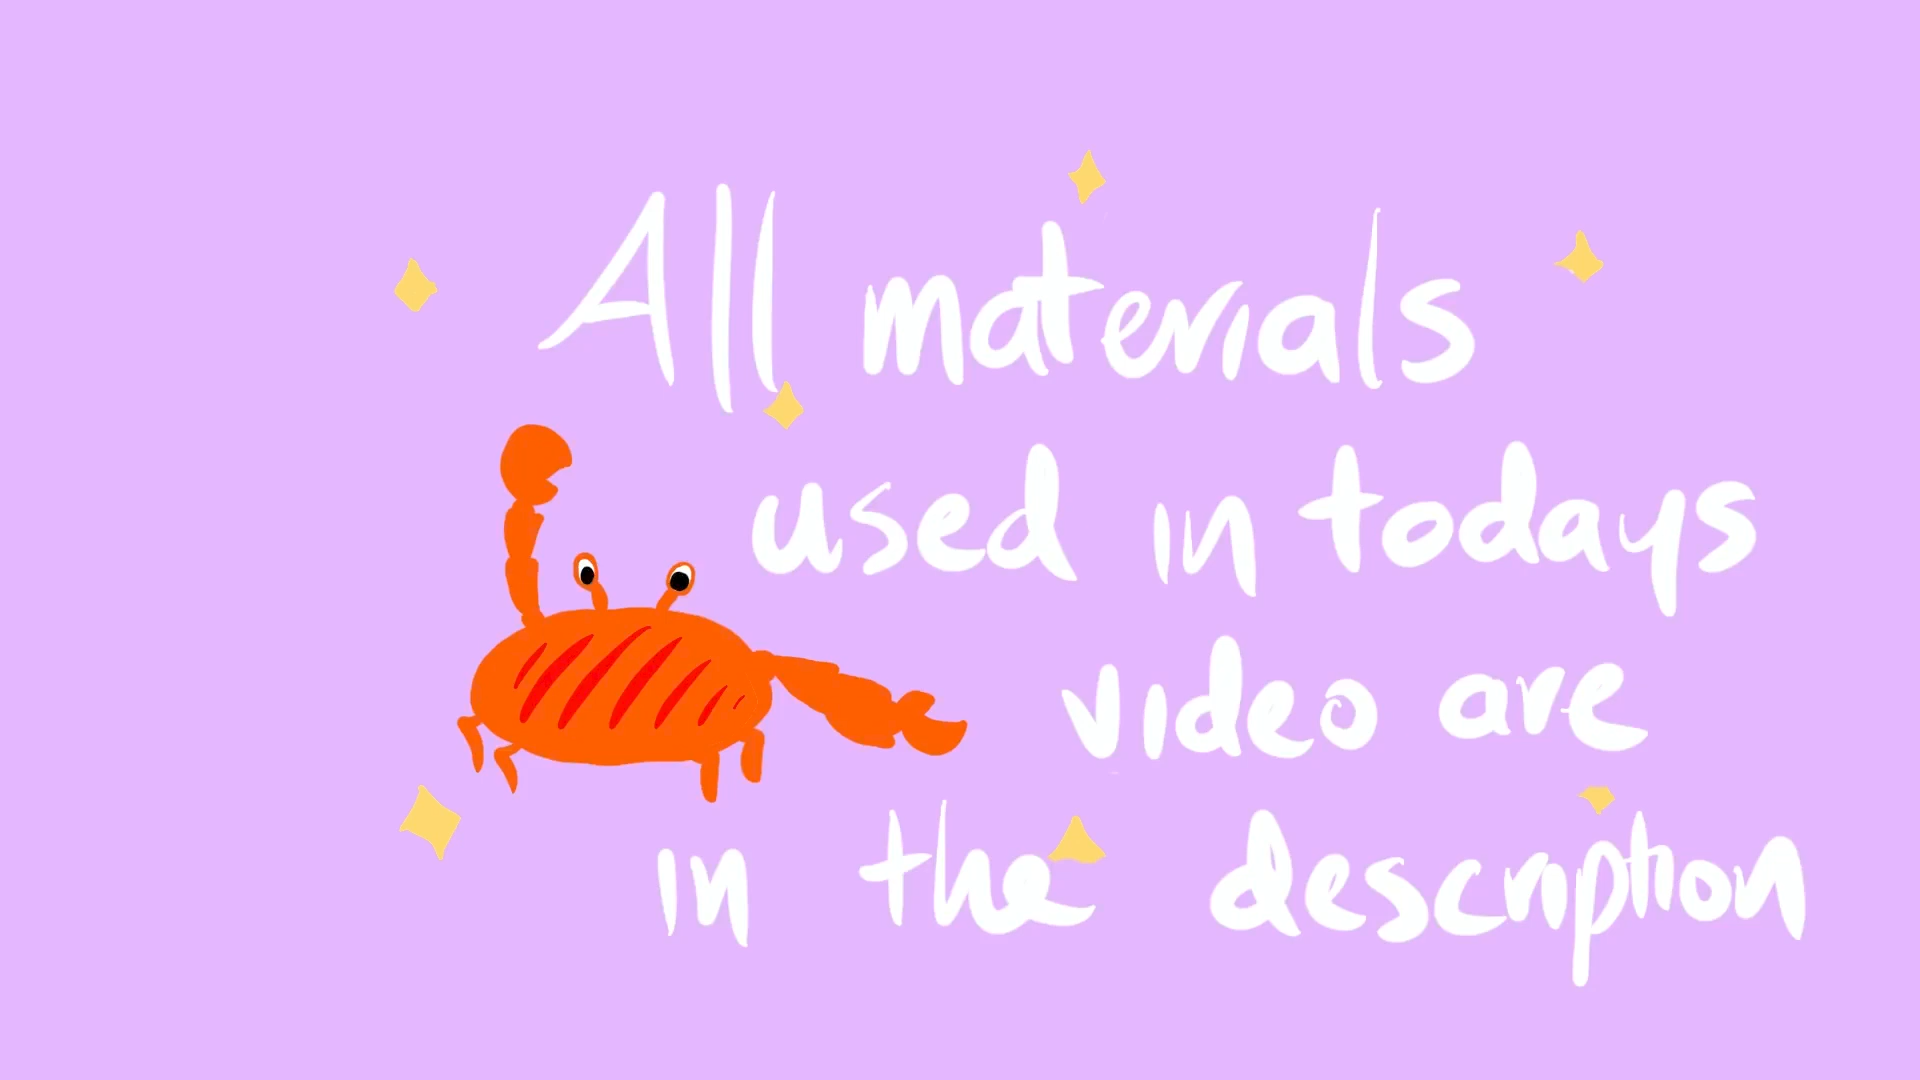 All materials
used in todays
video are
in the description